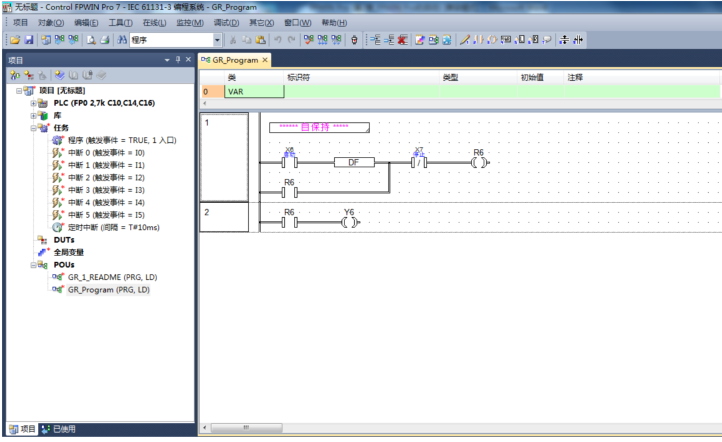 无标题 - Control FPWIN Pro 7 - IEC 61131-3 编程系统 - GR_Program
项目 对象(O) 编辑(E) 工具(T) 在线(L) 监控(M) 调试(D) 其它(X) 窗口(W) 帮助(H)
程序
项目
项目 [无标题]
PLC (FP0 2,7k C10,C14,C16)
库
任务
程序 (触发事件 = TRUE, 1 入口)
中断 0 (触发事件 = I0)
中断 1 (触发事件 = I1)
中断 2 (触发事件 = I2)
中断 3 (触发事件 = I3)
中断 4 (触发事件 = I4)
中断 5 (触发事件 = I5)
定时中断 (间隔 = T#10ms)
DUTs
全局变量
POUs
GR_1_README (PRG, LD)
GR_Program (PRG, LD)
项目 已使用
GR_Program
类 标识符 类型 初始值 注释
0 VAR
1
****** 自保持 *****
X6
启动
DF
X7
停止
R6
R6
2
R6 Y6